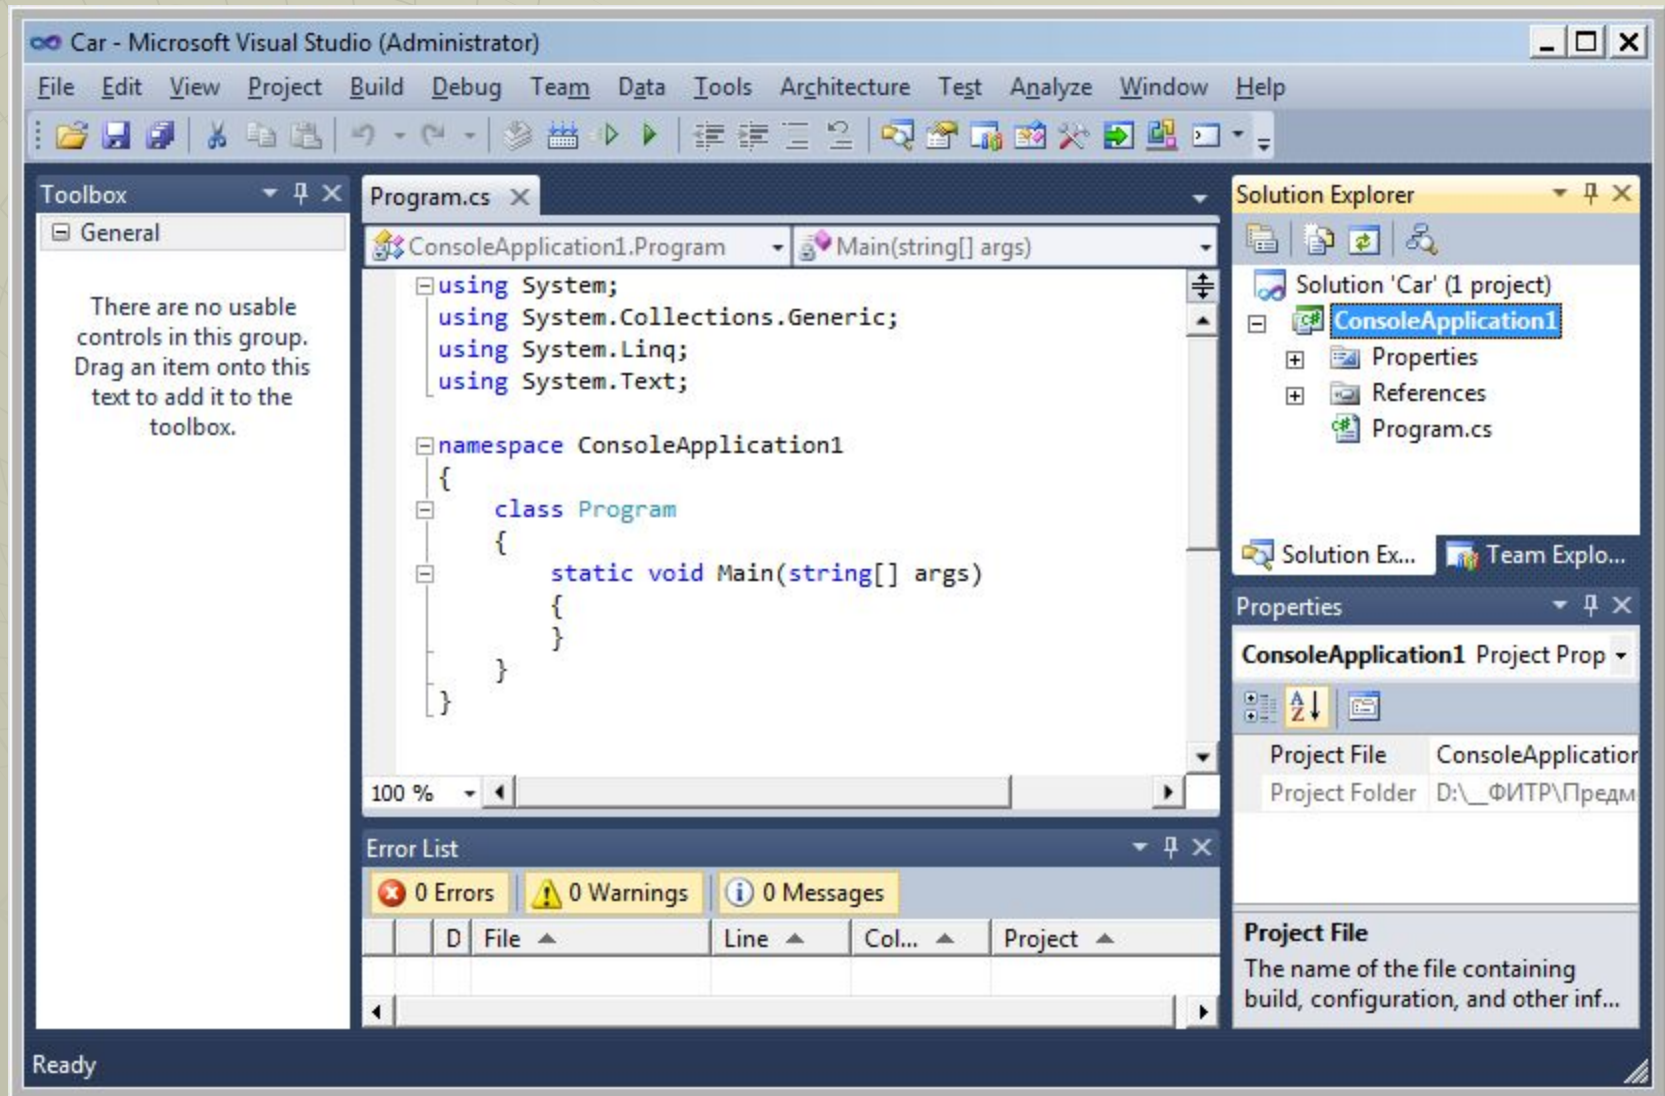 Car - Microsoft Visual Studio (Administrator)
File Edit View Project Build Debug Team Data Tools Architecture Test Analyze Window Help
Toolbox
General
There are no usable
controls in this group.
Drag an item onto this
text to add it to the
toolbox.
Program.cs
ConsoleApplication1.Program Main(string[] args)
using System;
using System.Collections.Generic;
using System.Linq;
using System.Text;
namespace ConsoleApplication1
{
class Program
{
static void Main(string[] args)
{
}
}
}
100 %
Error List
0 Errors 0 Warnings 0 Messages
D File Line Col... Project
Solution Explorer
Solution 'Car' (1 project)
ConsoleApplication1
Properties
References
Program.cs
Solution Ex... Team Explo...
Properties
ConsoleApplication1 Project Prop
Project File ConsoleApplication
Project Folder D:\__ФИТР\Предм
Project File
The name of the file containing
build, configuration, and other inf...
Ready